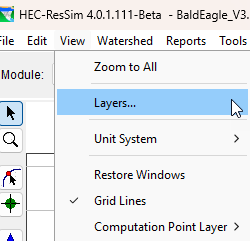 HEC-ResSim 4.0.1.111-Beta - BaldEagle_V3.
File Edit View Watershed Reports Tools
Module:
Zoom to All
Layers...
Unit System
Restore Windows
Grid Lines
Computation Point Layer